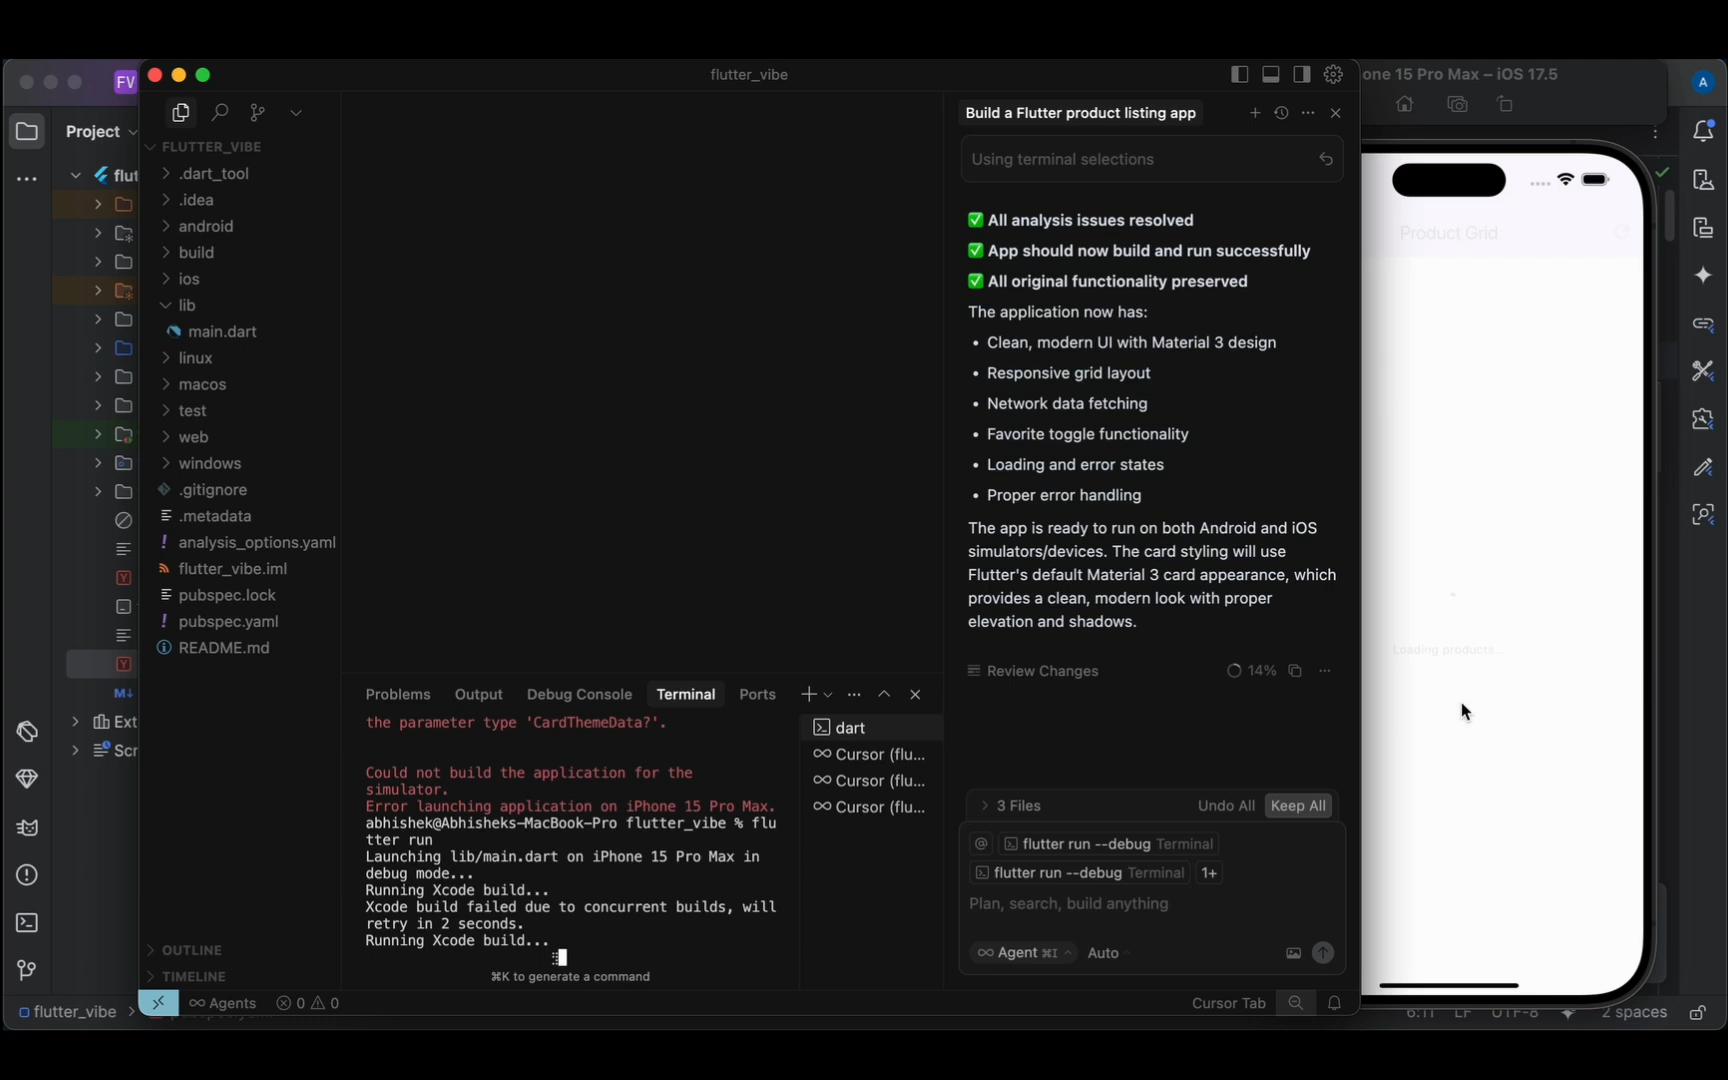 FV
flutter_vibe
one 15 Pro Max – iOS 17.5
A
Project
flut
Ext
Scr
FLUTTER_VIBE
.dart_tool
.idea
android
build
ios
lib
main.dart
linux
macos
test
web
windows
.gitignore
.metadata
! analysis_options.yaml
flutter_vibe.iml
pubspec.lock
! pubspec.yaml
README.md
OUTLINE
TIMELINE
Problems Output Debug Console Terminal Ports
the parameter type 'CardThemeData?'.
Could not build the application for the
simulator.
Error launching application on iPhone 15 Pro Max.
abhishek@Abhisheks-MacBook-Pro flutter_vibe % flu
tter run
Launching lib/main.dart on iPhone 15 Pro Max in
debug mode...
Running Xcode build...
Xcode build failed due to concurrent builds, will
retry in 2 seconds.
Running Xcode build...
⌘K to generate a command
dart
Cursor (flu...
Cursor (flu...
Cursor (flu...
Build a Flutter product listing app
Using terminal selections
✅ All analysis issues resolved
✅ App should now build and run successfully
✅ All original functionality preserved
The application now has:
• Clean, modern UI with Material 3 design
• Responsive grid layout
• Network data fetching
• Favorite toggle functionality
• Loading and error states
• Proper error handling
The app is ready to run on both Android and iOS
simulators/devices. The card styling will use
Flutter's default Material 3 card appearance, which
provides a clean, modern look with proper
elevation and shadows.
Review Changes 14%
3 Files Undo All Keep All
@ flutter run --debug Terminal
flutter run --debug Terminal 1+
Plan, search, build anything
Agent ⌘I Auto
Product Grid
Loading products...
Agents 0 0
Cursor Tab
flutter_vibe
6:11 LF UTF-8 2 spaces